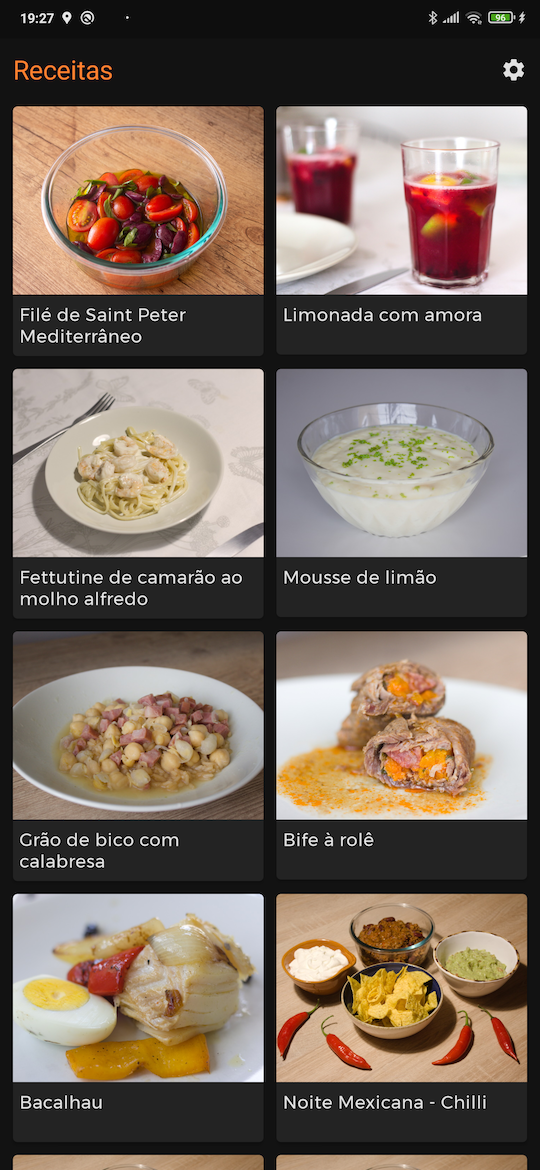 19:27
96
Receitas
Filé de Saint Peter
Mediterrâneo
Limonada com amora
Fettutine de camarão ao
molho alfredo
Mousse de limão
Grão de bico com
calabresa
Bife à rolê
Bacalhau
Noite Mexicana - Chilli